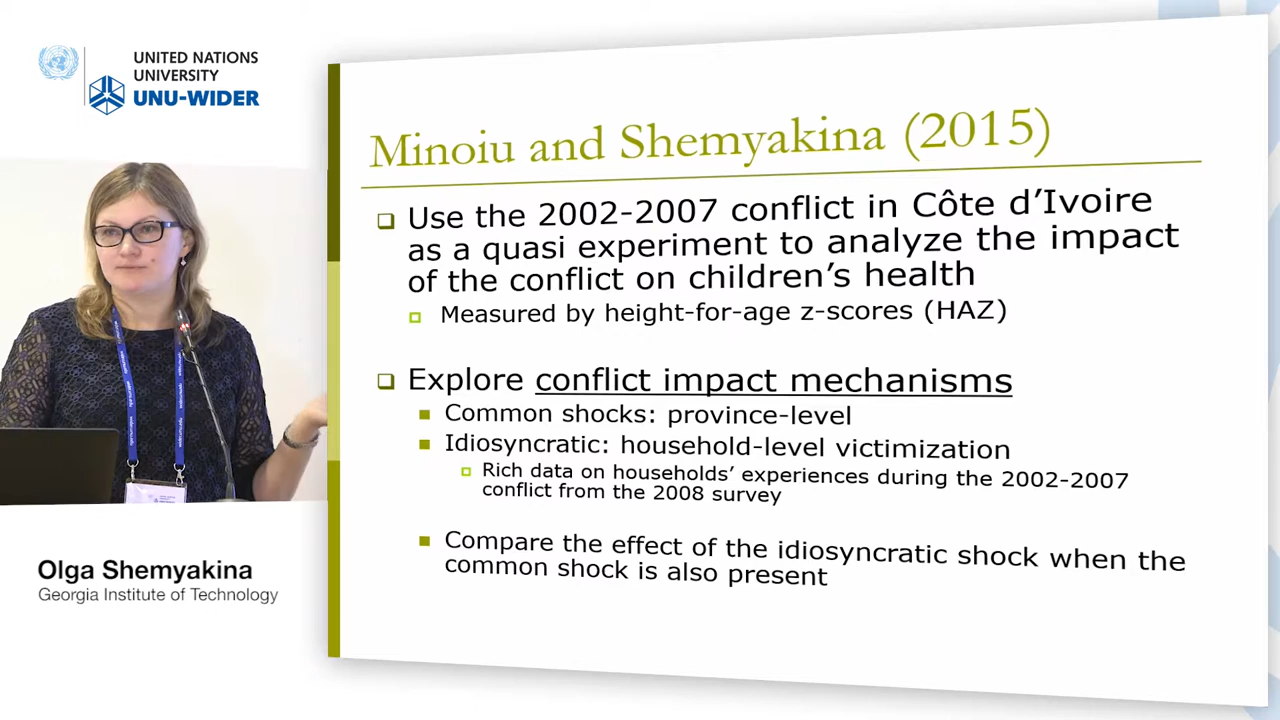 UNITED NATIONS
UNIVERSITY
UNU-WIDER
Minoiu and Shemyakina (2015)
Use the 2002-2007 conflict in Côte d’Ivoire
as a quasi experiment to analyze the impact
of the conflict on children’s health
Measured by height-for-age z-scores (HAZ)
Explore conflict impact mechanisms
Common shocks: province-level
Idiosyncratic: household-level victimization
Rich data on households’ experiences during the 2002-2007
conflict from the 2008 survey
Compare the effect of the idiosyncratic shock when the
common shock is also present
Olga Shemyakina
Georgia Institute of Technology